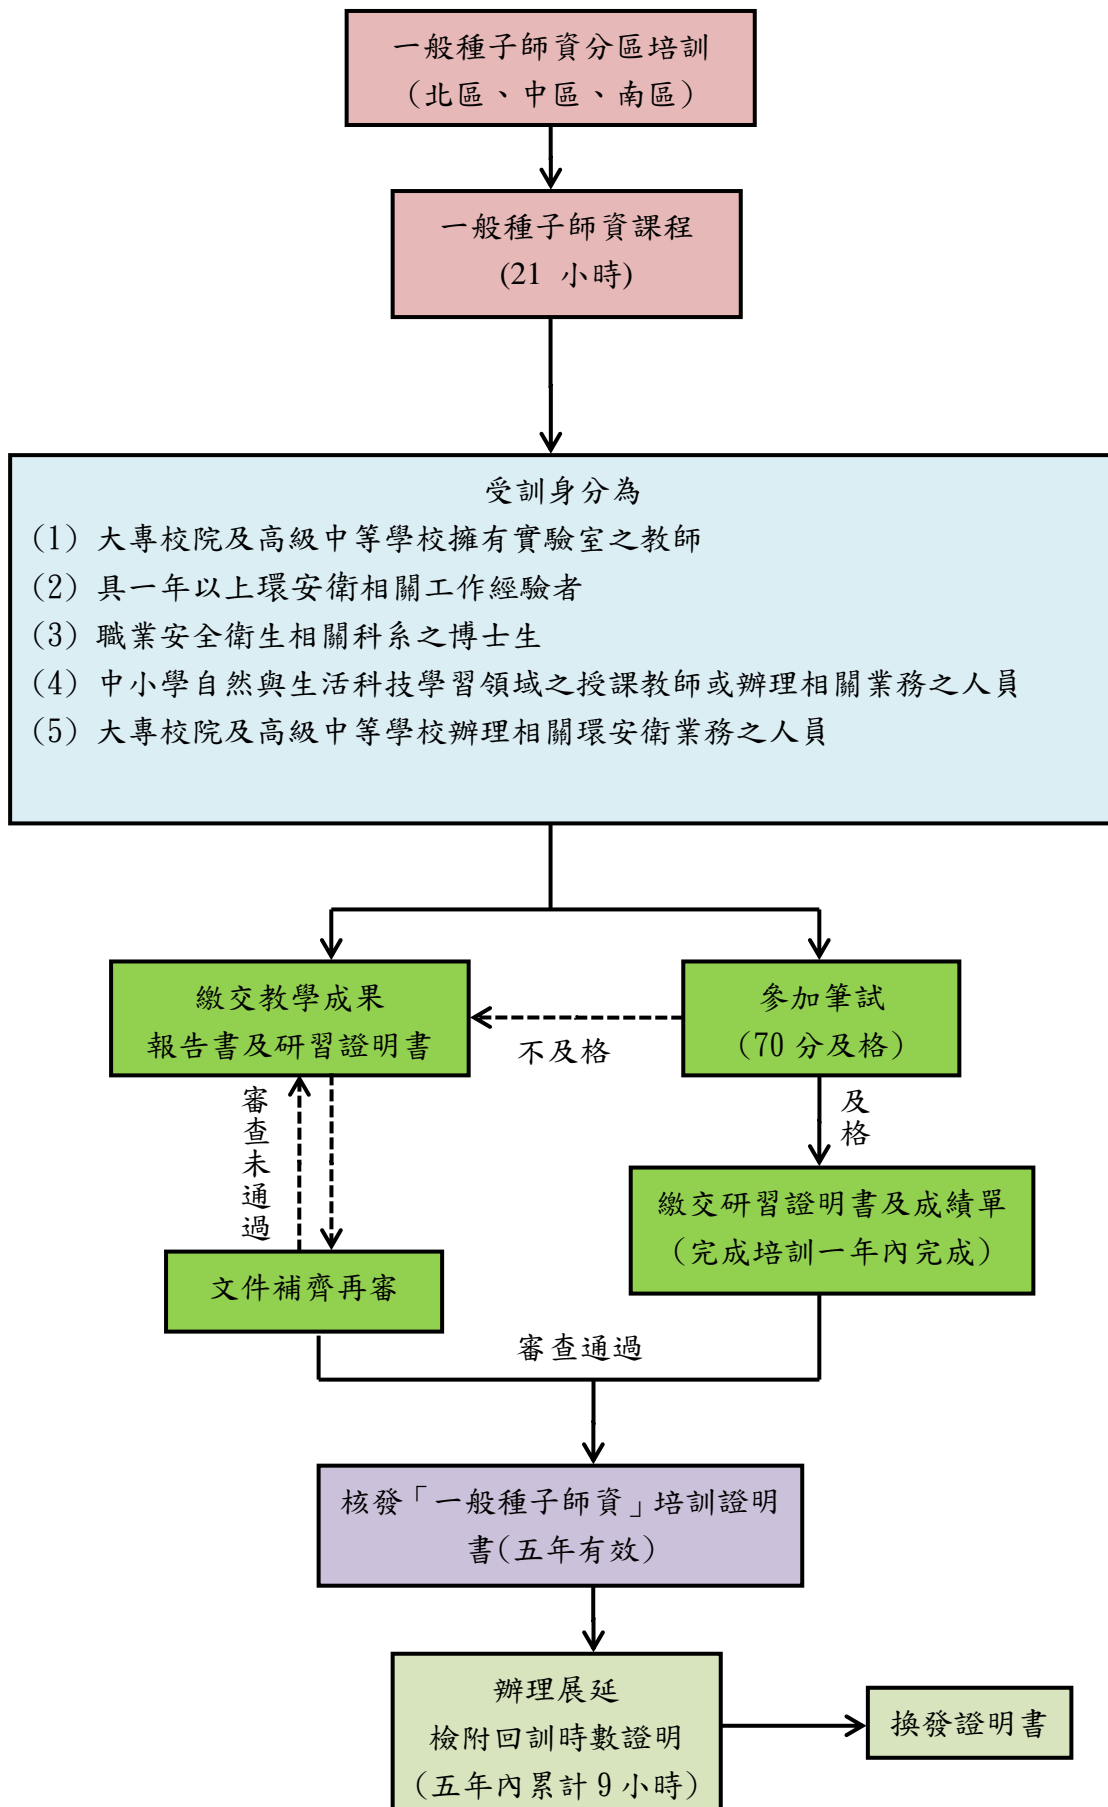 一般種子師資分區培訓
（北區、中區、南區）
一般種子師資課程
(21 小時)
受訓身分為
(1) 大專校院及高級中等學校擁有實驗室之教師
(2) 具一年以上環安衛相關工作經驗者
(3) 職業安全衛生相關科系之博士生
(4) 中小學自然與生活科技學習領域之授課教師或辦理相關業務之人員
(5) 大專校院及高級中等學校辦理相關環安衛業務之人員
繳交教學成果
報告書及研習證明書
參加筆試
（70 分及格）
不及格
審查未通過
及格
繳交研習證明書及成績單
（完成培訓一年內完成）
文件補齊再審
審查通過
核發「一般種子師資」培訓證明
書(五年有效)
辦理展延
檢附回訓時數證明
（五年內累計 9 小時）
換發證明書